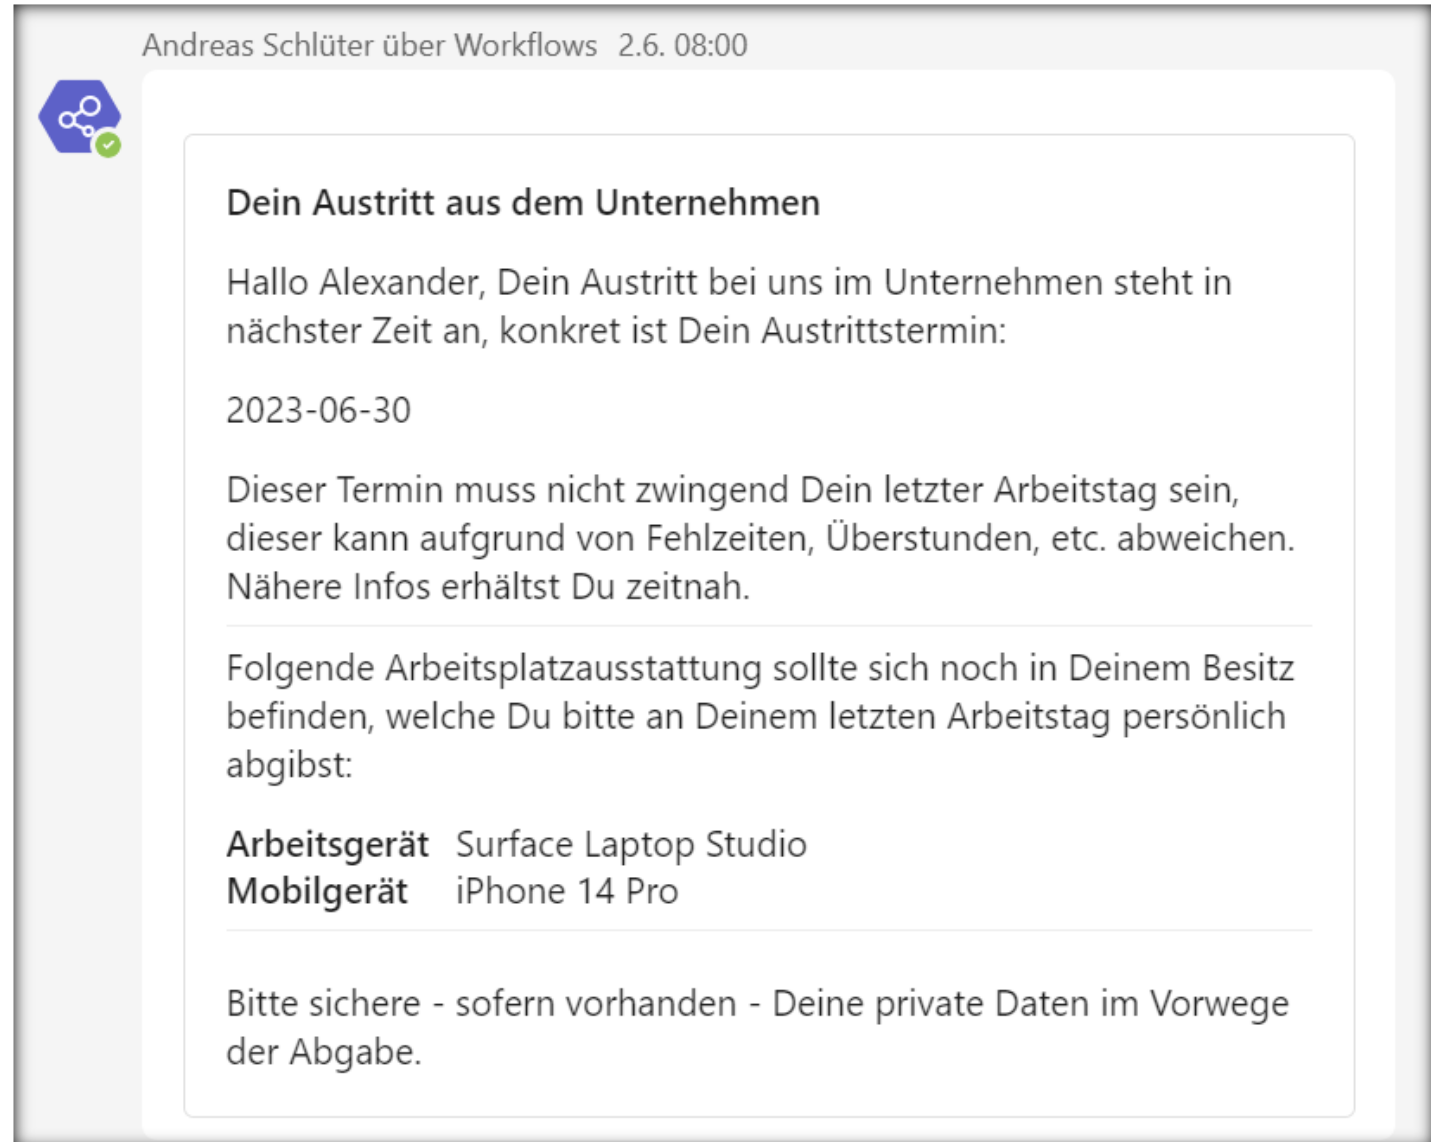 Andreas Schlüter über Workflows 2.6. 08:00
Dein Austritt aus dem Unternehmen
Hallo Alexander, Dein Austritt bei uns im Unternehmen steht in
nächster Zeit an, konkret ist Dein Austrittstermin:
2023-06-30
Dieser Termin muss nicht zwingend Dein letzter Arbeitstag sein,
dieser kann aufgrund von Fehlzeiten, Überstunden, etc. abweichen.
Nähere Infos erhältst Du zeitnah.
Folgende Arbeitsplatzausstattung sollte sich noch in Deinem Besitz
befinden, welche Du bitte an Deinem letzten Arbeitstag persönlich
abgibst:
Arbeitsgerät Surface Laptop Studio
Mobilgerät iPhone 14 Pro
Bitte sichere - sofern vorhanden - Deine private Daten im Vorwege
der Abgabe.